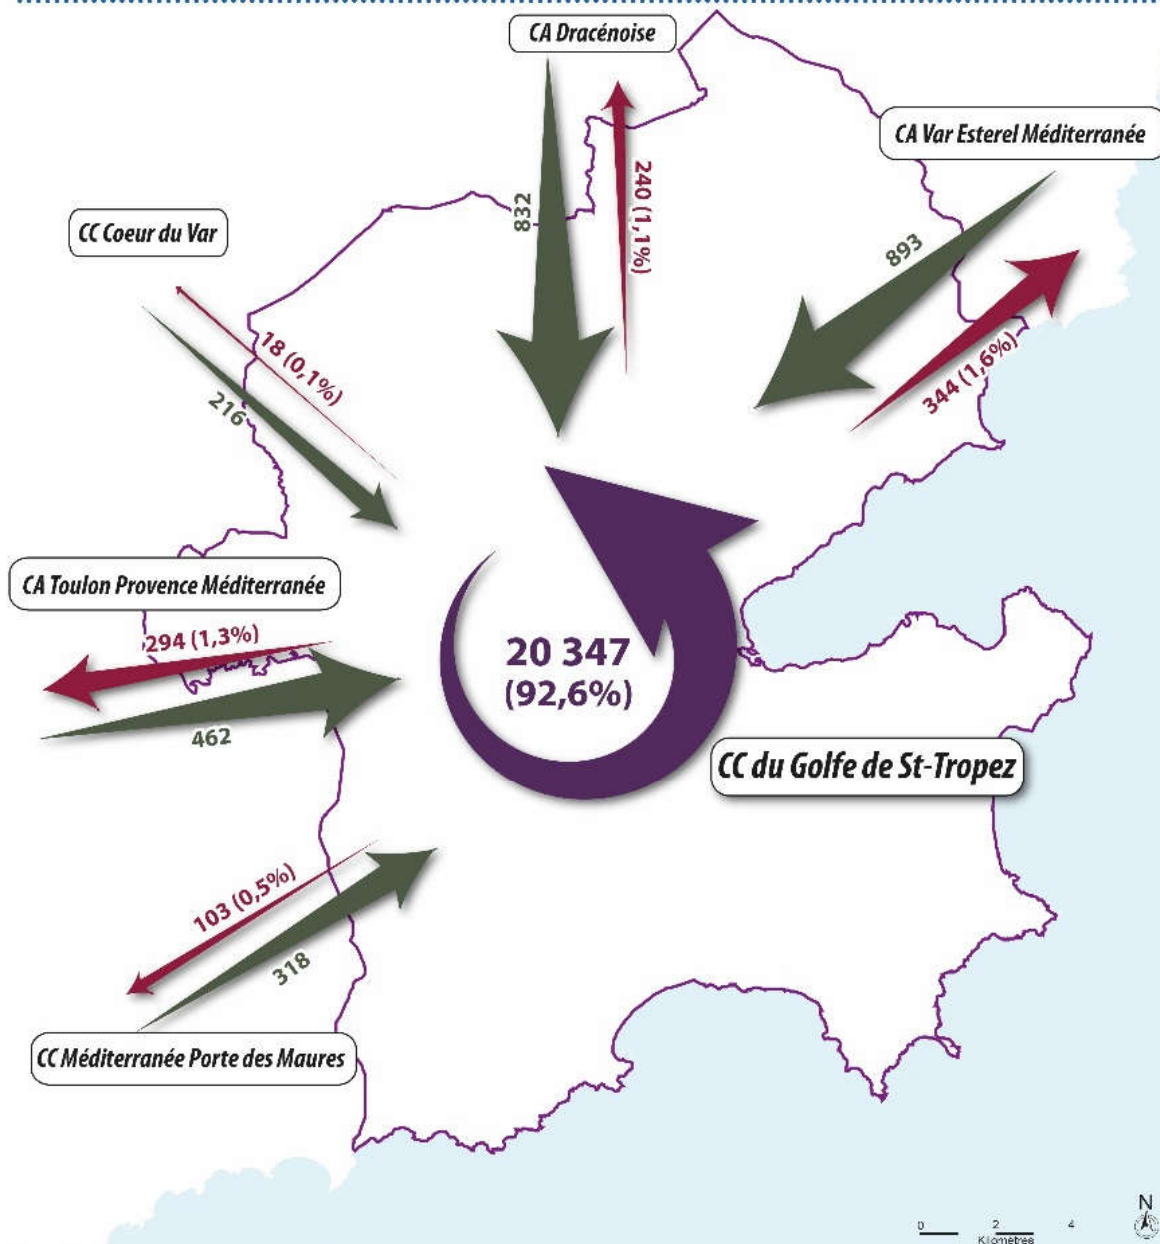 CA Dracénoise
CA Var Esterel Méditerranée
832
240 (1,1%)
893
344 (1,6%)
CC Coeur du Var
18 (0,1%)
216
CA Toulon Provence Méditerranée
294 (1,3%)
462
20 347
(92,6%)
CC du Golfe de St-Tropez
103 (0,5%)
318
CC Méditerranée Porte des Maures
N
0 2 4
Kilomètres